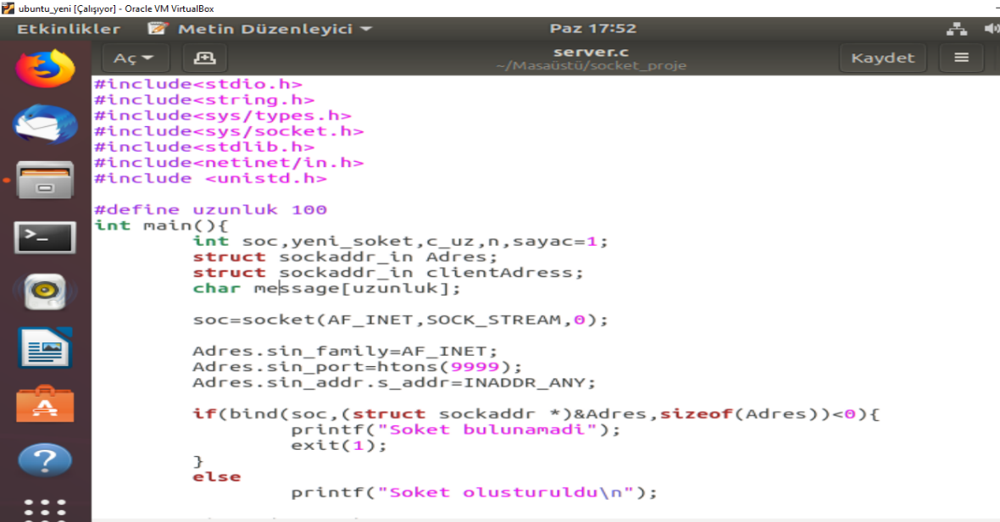 ubuntu_yeni [Çalışıyor] - Oracle VM VirtualBox
Etkinlikler Metin Düzenleyici Paz 17:52
Aç server.c Kaydet
~/Masaüstü/socket_proje
#include<stdio.h>
#include<string.h>
#include<sys/types.h>
#include<sys/socket.h>
#include<stdlib.h>
#include<netinet/in.h>
#include <unistd.h>

#define uzunluk 100
int main(){
        int soc,yeni_soket,c_uz,n,sayac=1;
        struct sockaddr_in Adres;
        struct sockaddr_in clientAdress;
        char message[uzunluk];

        soc=socket(AF_INET,SOCK_STREAM,0);

        Adres.sin_family=AF_INET;
        Adres.sin_port=htons(9999);
        Adres.sin_addr.s_addr=INADDR_ANY;

        if(bind(soc,(struct sockaddr *)&Adres,sizeof(Adres))<0){
                printf("Soket bulunamadi");
                exit(1);
        }
        else
                printf("Soket olusturuldu\n");